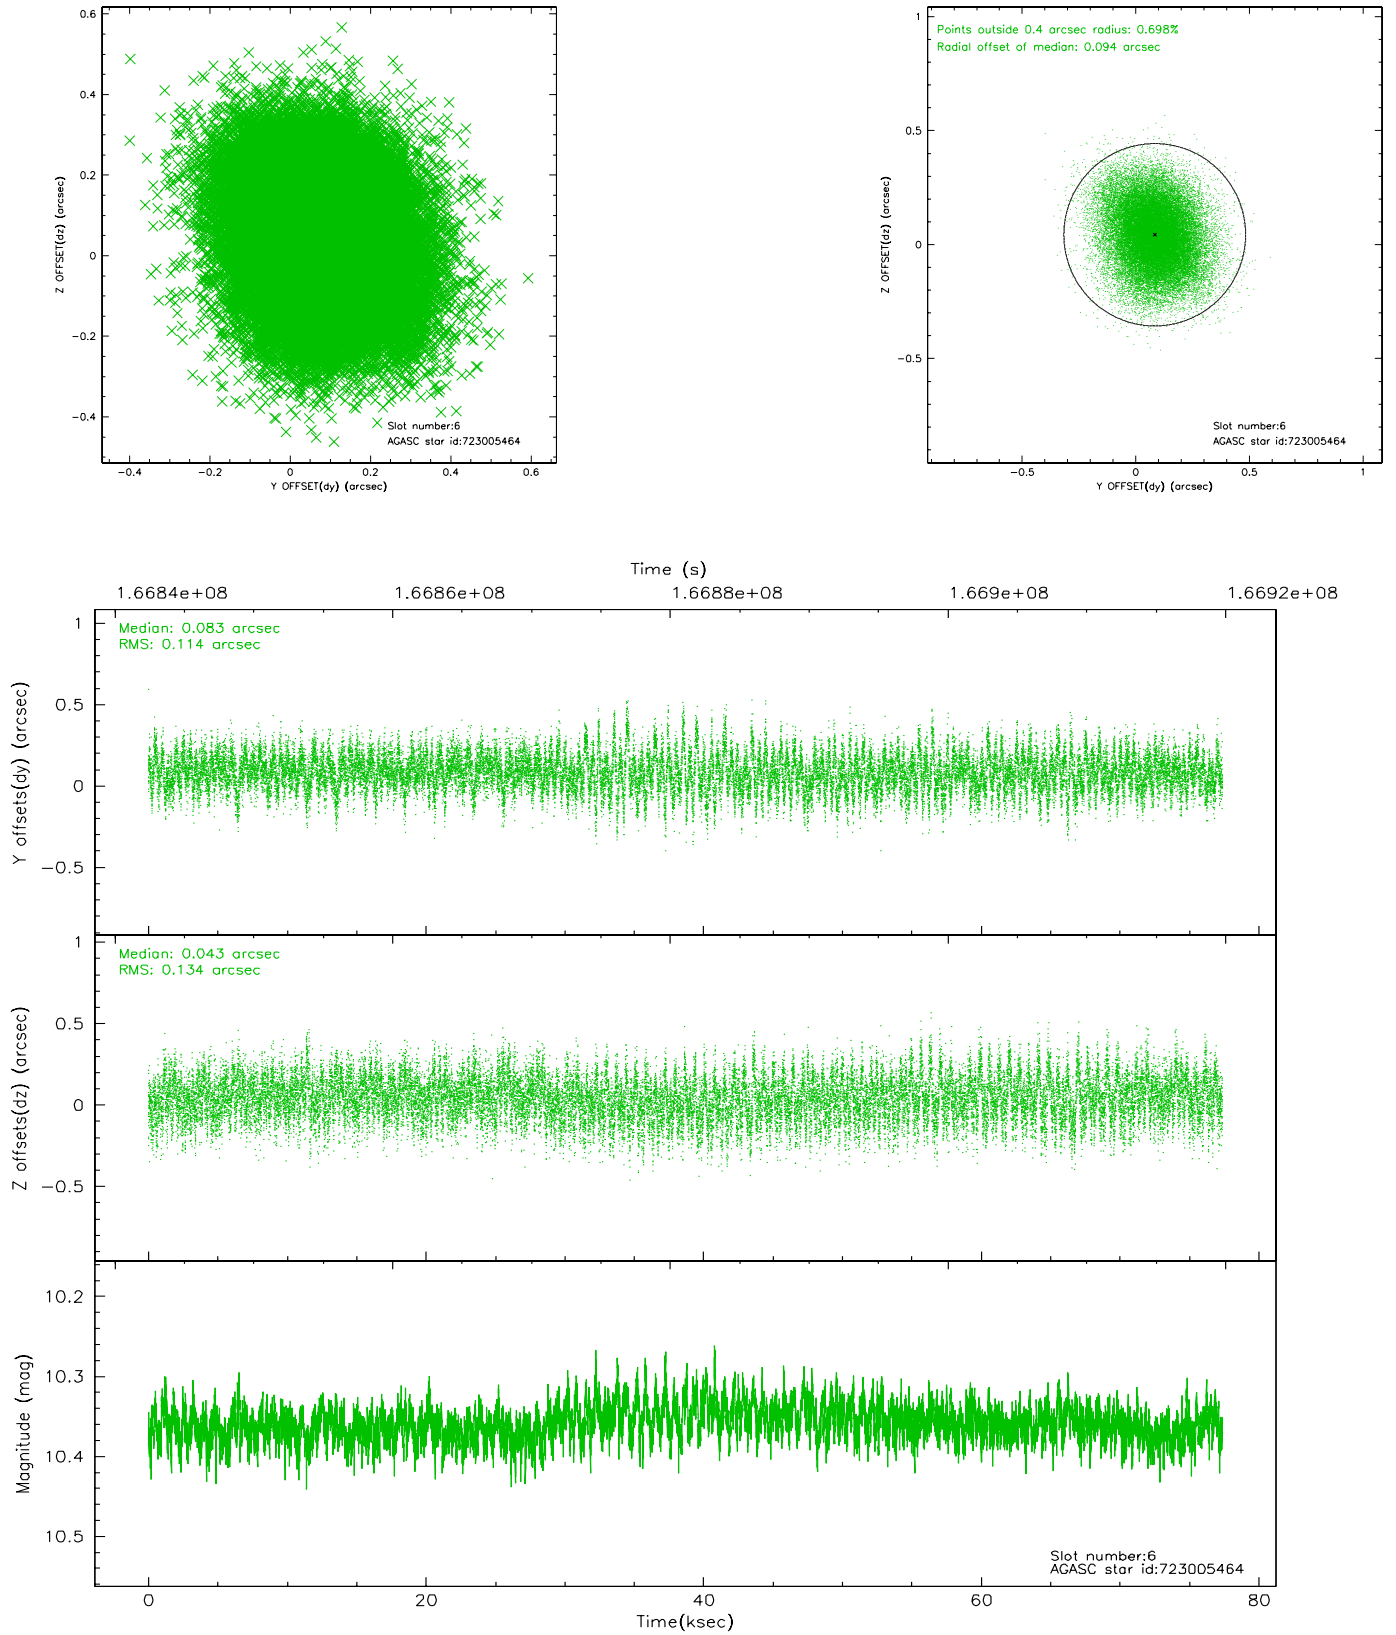 0.6
0.4
0.2
0
−0.2
−0.4
Z OFFSET(dz) (arcsec)
−0.4 −0.2 0 0.2 0.4 0.6
Y OFFSET(dy) (arcsec)
Slot number:6
AGASC star id:723005464
Points outside 0.4 arcsec radius: 0.698%
Radial offset of median: 0.094 arcsec
1
0.5
0
−0.5
Z OFFSET(dz) (arcsec)
−0.5 0 0.5 1
Y OFFSET(dy) (arcsec)
Slot number:6
AGASC star id:723005464
Time (s)
1.6684e+08 1.6686e+08 1.6688e+08 1.669e+08 1.6692e+08
Median: 0.083 arcsec
RMS: 0.114 arcsec
1
0.5
0
−0.5
Y offsets(dy) (arcsec)
Median: 0.043 arcsec
RMS: 0.134 arcsec
1
0.5
0
−0.5
Z offsets(dz) (arcsec)
10.2
10.3
10.4
10.5
Magnitude (mag)
Slot number:6
AGASC star id:723005464
0 20 40 60 80
Time(ksec)